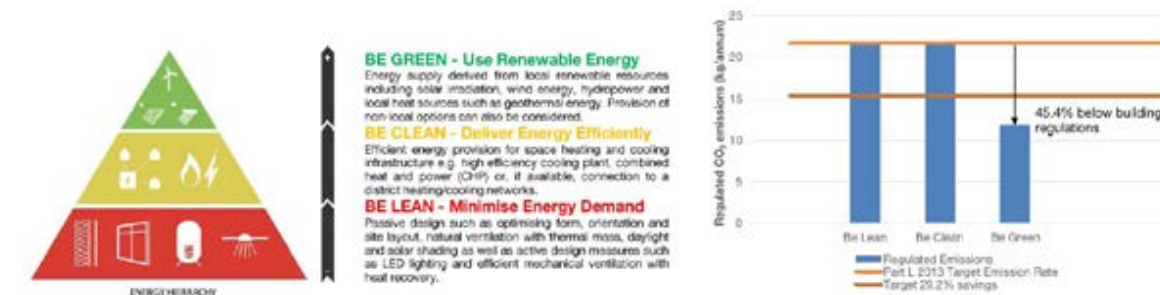 ENERGY HIERARCHY
+
-
BE GREEN - Use Renewable Energy
Energy supply derived from local renewable resources
including solar irradiation, wind energy, hydropower and
local heat sources such as geothermal energy. Provision of
non-local options can also be considered.
BE CLEAN - Deliver Energy Efficiently
Efficient energy provision for space heating and cooling
infrastructure e.g. high efficiency cooling plant, combined
heat and power (CHP) or, if available, connection to a
district heating/cooling networks.
BE LEAN - Minimise Energy Demand
Passive design such as optimising form, orientation and
site layout, natural ventilation with thermal mass, daylight
and solar shading as well as active design measures such
as LED lighting and efficient mechanical ventilation with
heat recovery.
Regulated CO₂ emissions (kg/annum)
25
20
15
10
5
0
45.4% below building
regulations
Be Lean Be Clean Be Green
Regulated Emissions
Part L 2013 Target Emission Rate
Target 29.2% savings